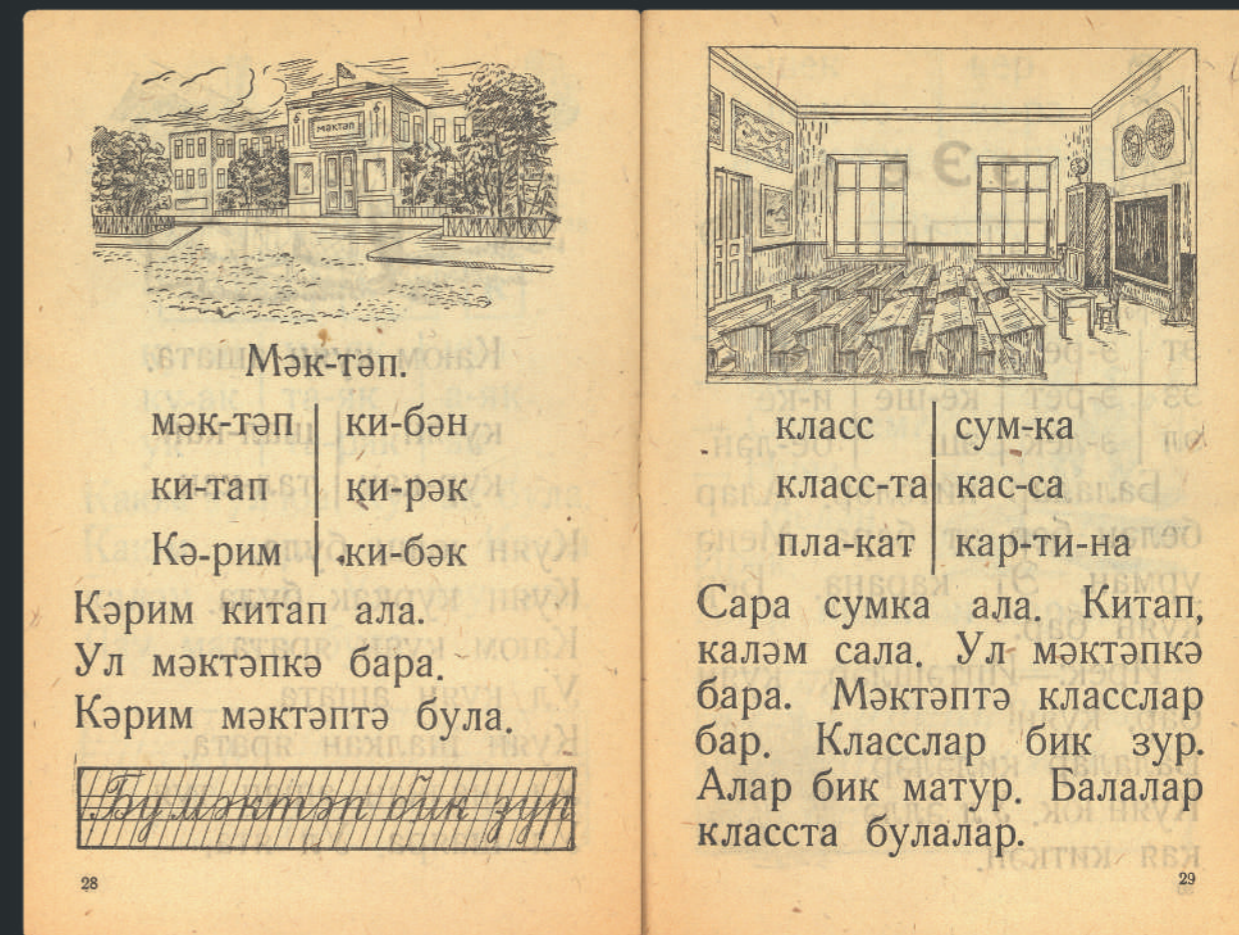 мәктәп
Мәк-тәп.
мәк-тәп | ки-бән
ки-тап | ки-рәк
Кә-рим | ки-бәк
Кәрим китап ала.
Ул мәктәпкә бара.
Кәрим мәктәптә була.
Бу мәктәп бик зур
28
класс | сум-ка
класс-та | кас-са
пла-кат | кар-ти-на
Сара сумка ала. Китап,
каләм сала. Ул мәктәпкә
бара. Мәктәптә класслар
бар. Класслар бик зур.
Алар бик матур. Балалар
класста булалар.
29